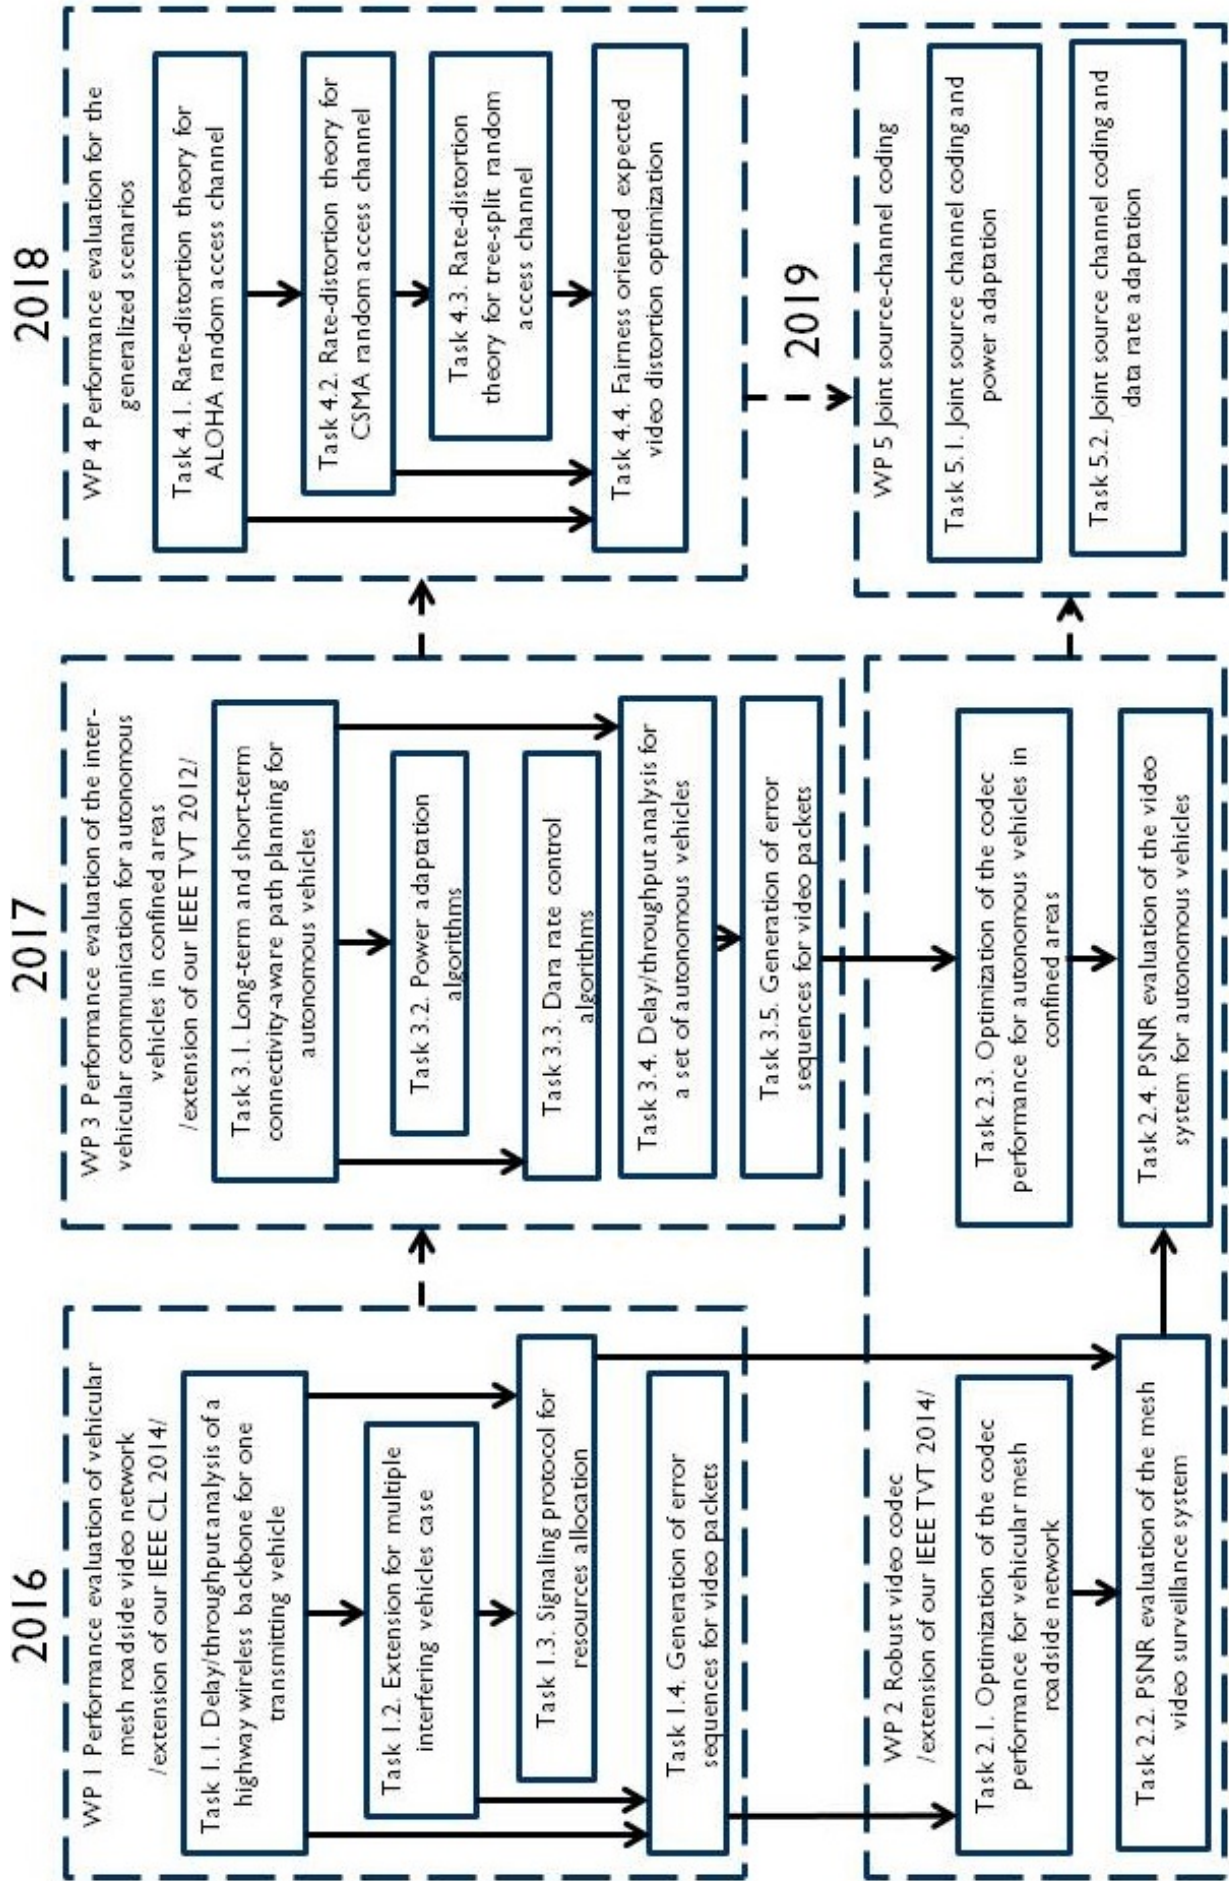 2016
WP 1 Performance evaluation of vehicular
mesh roadside video network
/extension of our IEEE CL 2014/
Task 1.1. Delay/throughput analysis of a
highway wireless backbone for one
transmitting vehicle
Task 1.2. Extension for multiple
interfering vehicles case
Task 1.3. Signaling protocol for
resources allocation
Task 1.4. Generation of error
sequences for video packets
WP 2 Robust video codec
/extension of our IEEE TVT 2014/
Task 2.1. Optimization of the codec
performance for vehicular mesh
roadside network
Task 2.2. PSNR evaluation of the mesh
video surveillance system
2017
WP 3 Performance evaluation of the inter-
vehicular communication for autonomous
vehicles in confined areas
/extension of our IEEE TVT 2012/
Task 3.1. Long-term and short-term
connectivity-aware path planning for
autonomous vehicles
Task 3.2. Power adaptation
algorithms
Task 3.3. Dara rate control
algorithms
Task 3.4. Delay/throughput analysis for
a set of autonomous vehicles
Task 3.5. Generation of error
sequences for video packets
Task 2.3. Optimization of the codec
performance for autonomous vehicles in
confined areas
Task 2.4. PSNR evaluation of the video
system for autonomous vehicles
2018
WP 4 Performance evaluation for the
generalized scenarios
Task 4.1. Rate-distortion theory for
ALOHA random access channel
Task 4.2. Rate-distortion theory for
CSMA random access channel
Task 4.3. Rate-distortion
theory for tree-split random
access channel
Task 4.4. Fairness oriented expected
video distortion optimization
2019
WP 5 Joint source-channel coding
Task 5.1. Joint source channel coding and
power adaptation
Task 5.2. Joint source channel coding and
data rate adaptation